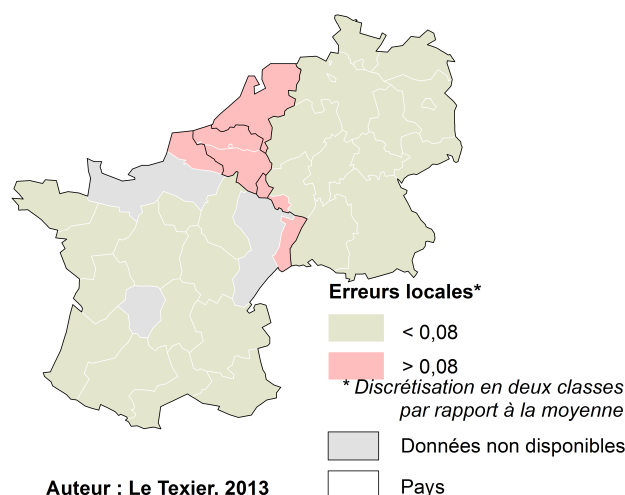 Erreurs locales*
< 0,08
> 0,08
* Discrétisation en deux classes
par rapport à la moyenne
Données non disponibles
Pays
Auteur : Le Texier, 2013